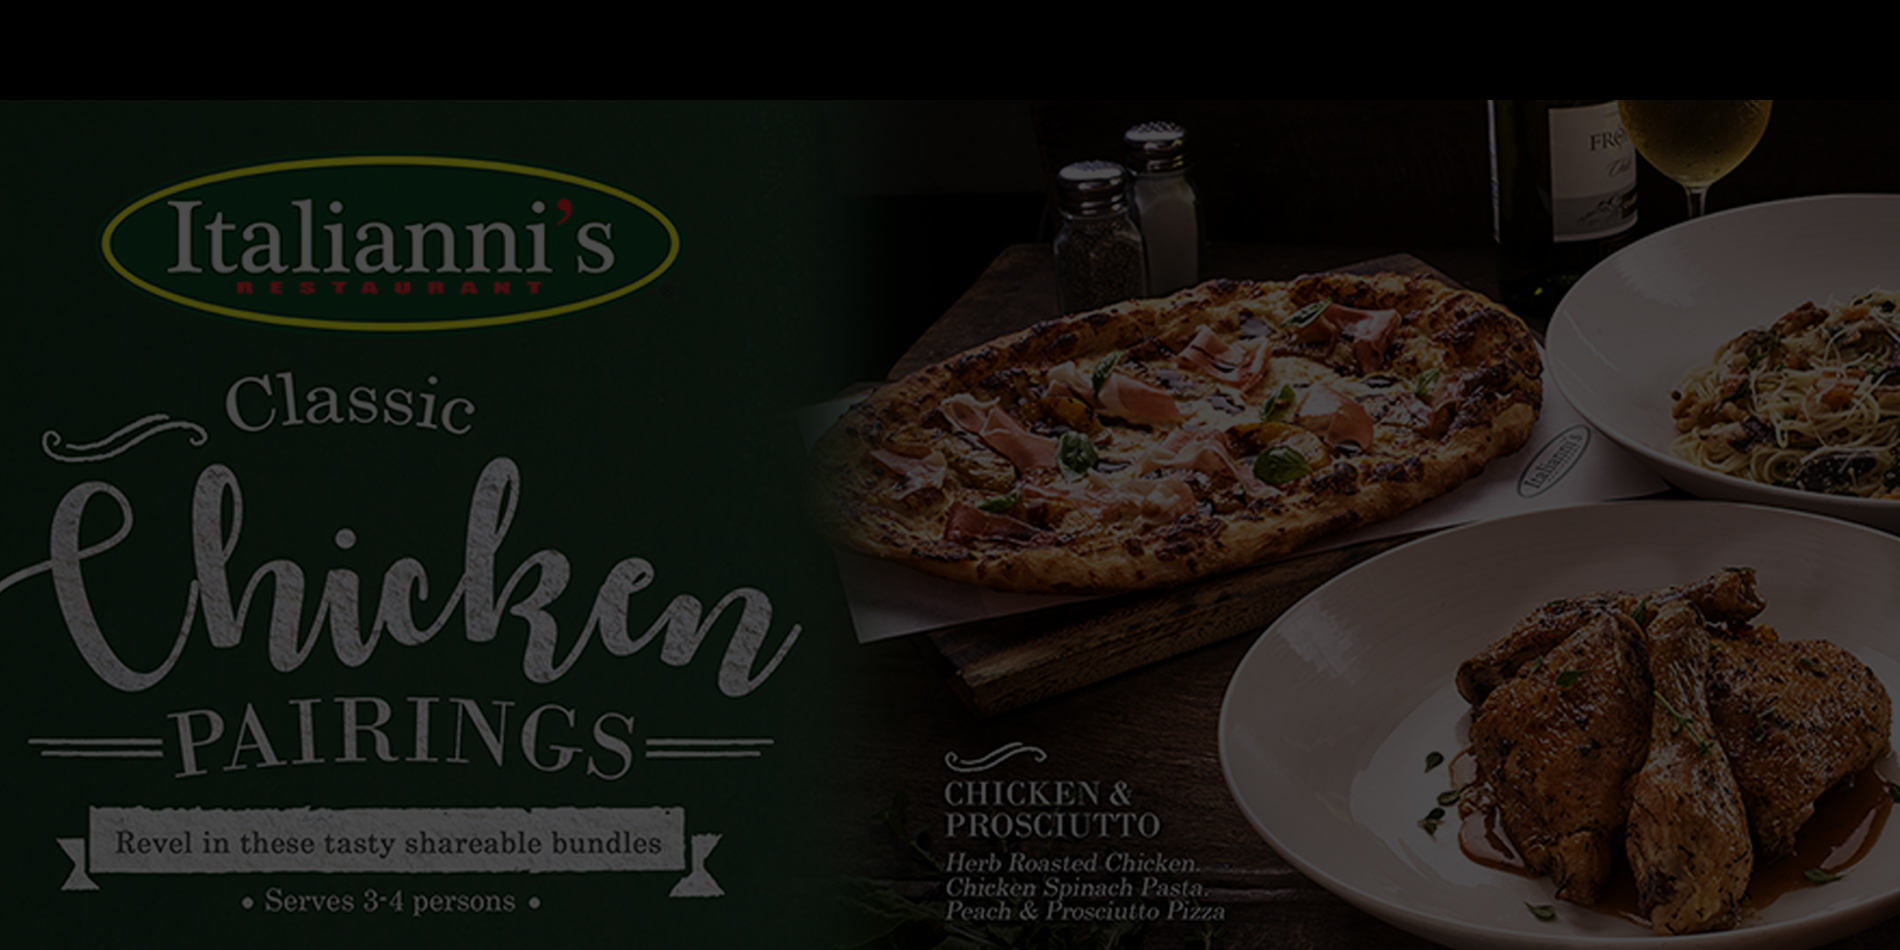 Italianni's
RESTAURANT
Classic
Chicken
PAIRINGS
Revel in these tasty shareable bundles
• Serves 3-4 persons •
CHICKEN &
PROSCIUTTO
Herb Roasted Chicken.
Chicken Spinach Pasta.
Peach & Prosciutto Pizza
Italianni's